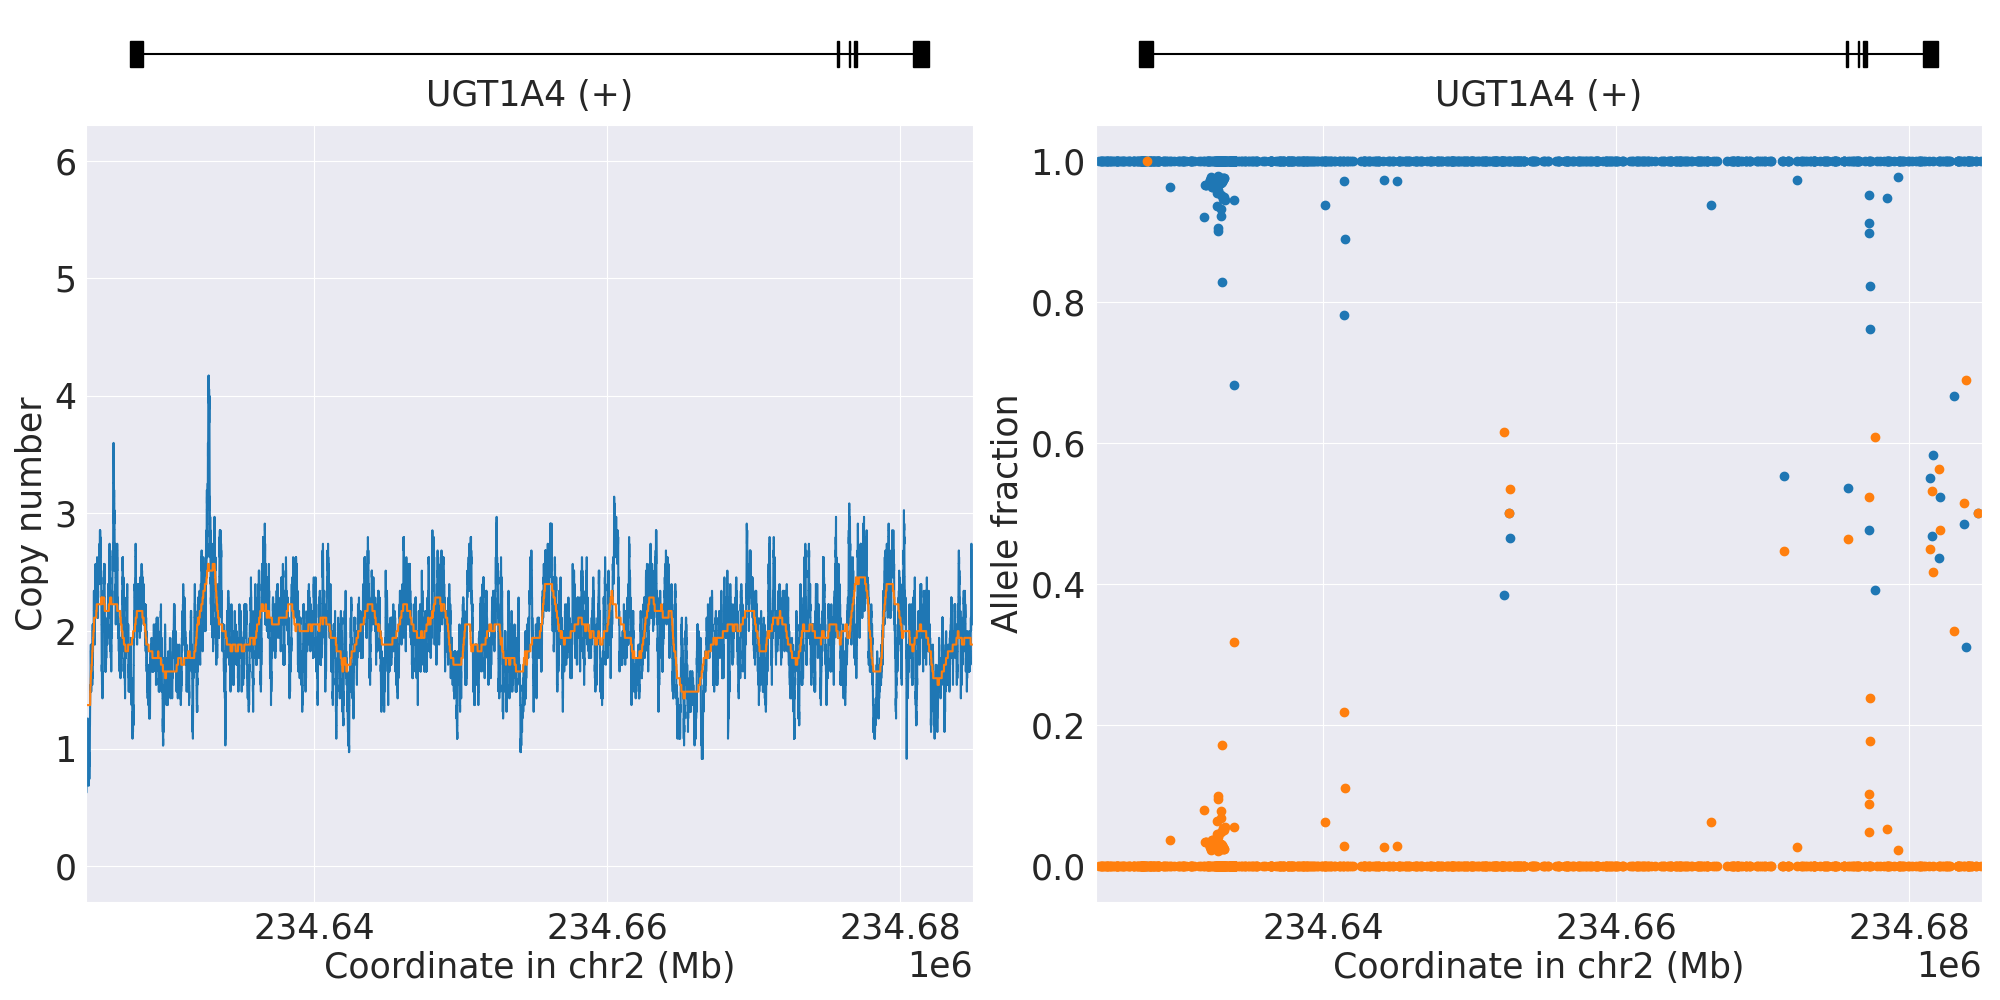 UGT1A4 (+)
6
5
4
3
2
1
0
Copy number
234.64 234.66 234.68
1e6
Coordinate in chr2 (Mb)
UGT1A4 (+)
1.0
0.8
0.6
0.4
0.2
0.0
Allele fraction
234.64 234.66 234.68
1e6
Coordinate in chr2 (Mb)